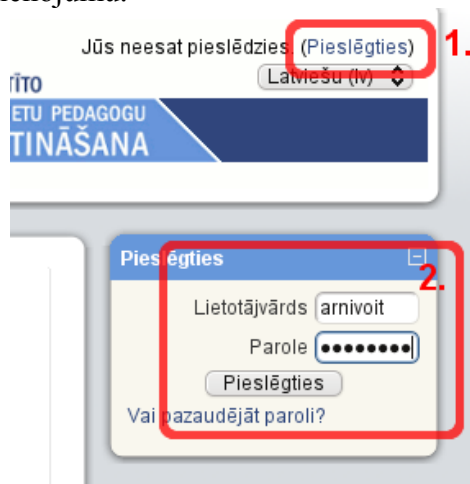 Jūs neesat pieslēdzies. (Pieslēgties)
1.
Latviešu (lv)
TĪTO
ETU PEDAGOGU
TINĀŠANA
Pieslēgties
2.
Lietotājvārds arnivoit
Parole ●●●●●●●●
Pieslēgties
Vai pazaudējāt paroli?